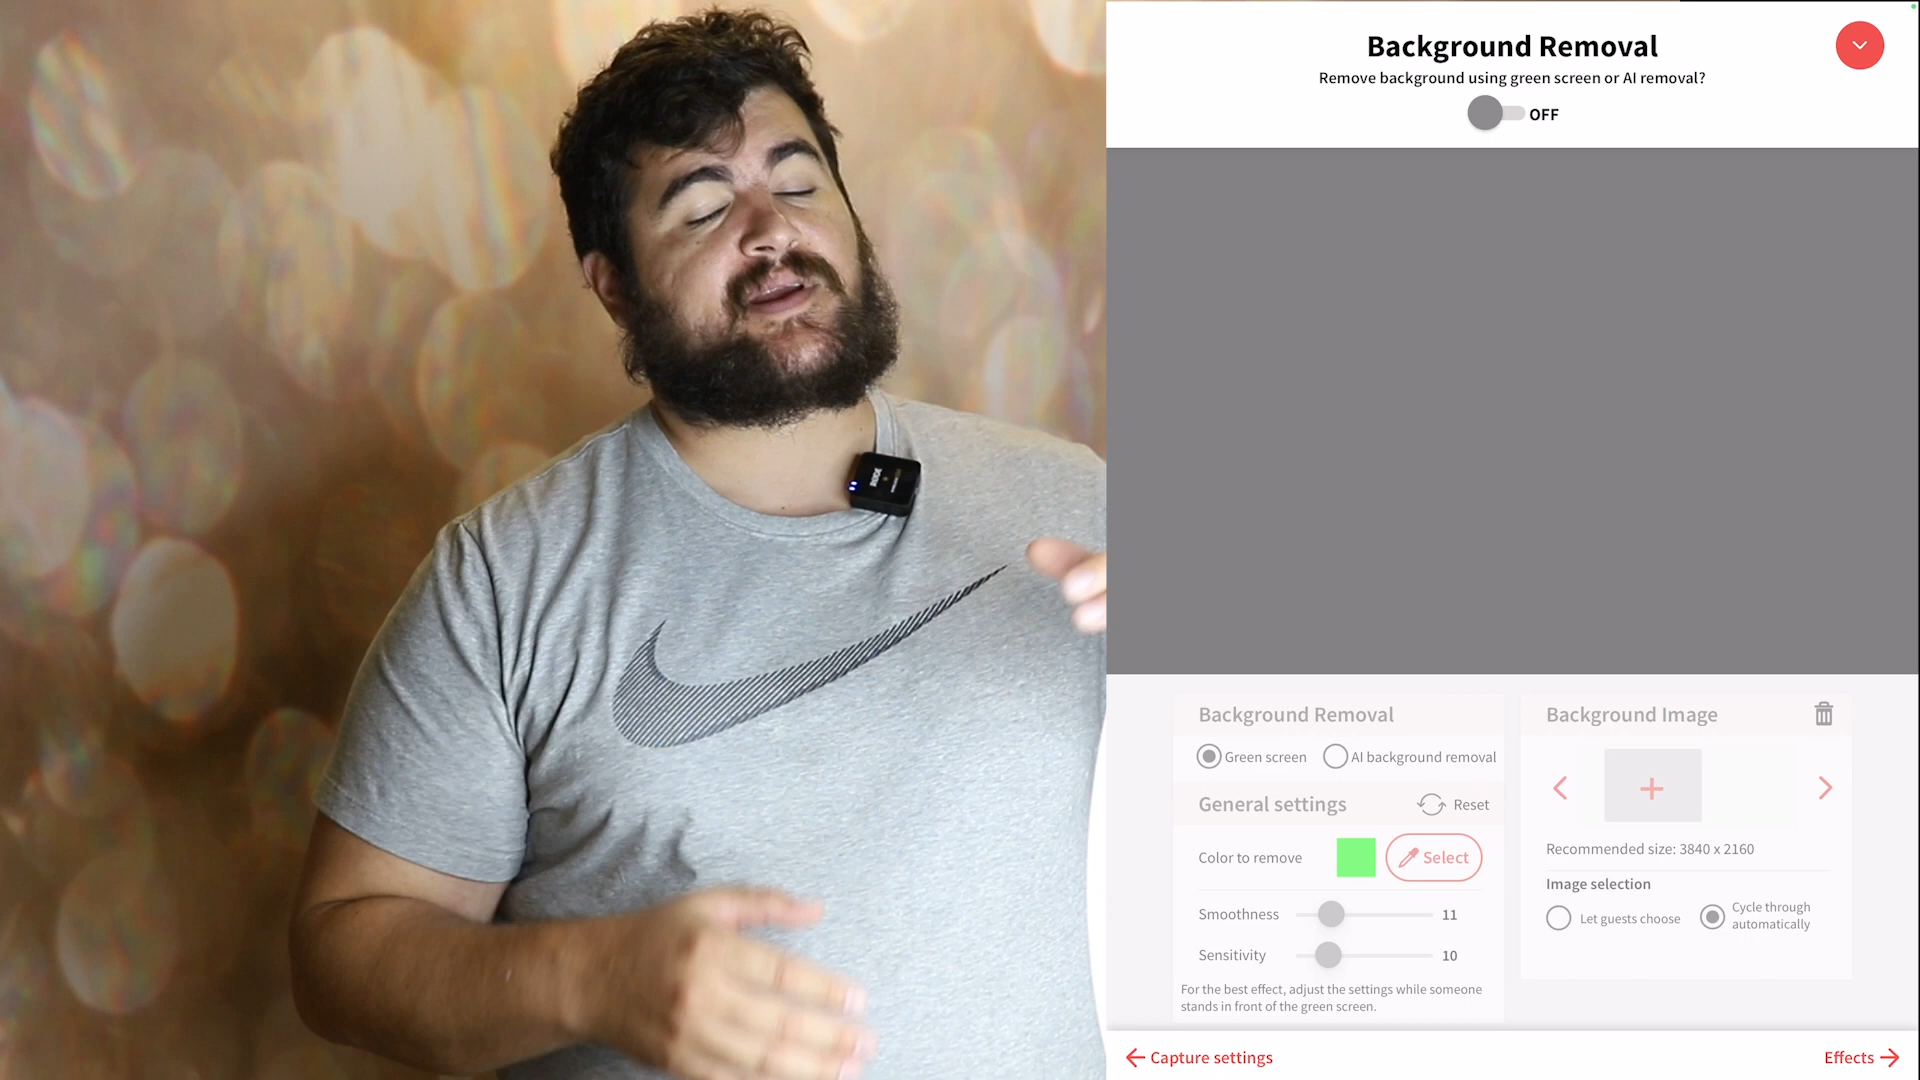 Background Removal
Remove background using green screen or AI removal?
OFF
Background Removal
Green screen
AI background removal
General settings
Reset
Color to remove
Select
Smoothness
11
Sensitivity
10
For the best effect, adjust the settings while someone
stands in front of the green screen.
Background Image
Recommended size: 3840 x 2160
Image selection
Let guests choose
Cycle through
automatically
Capture settings
Effects
RODE